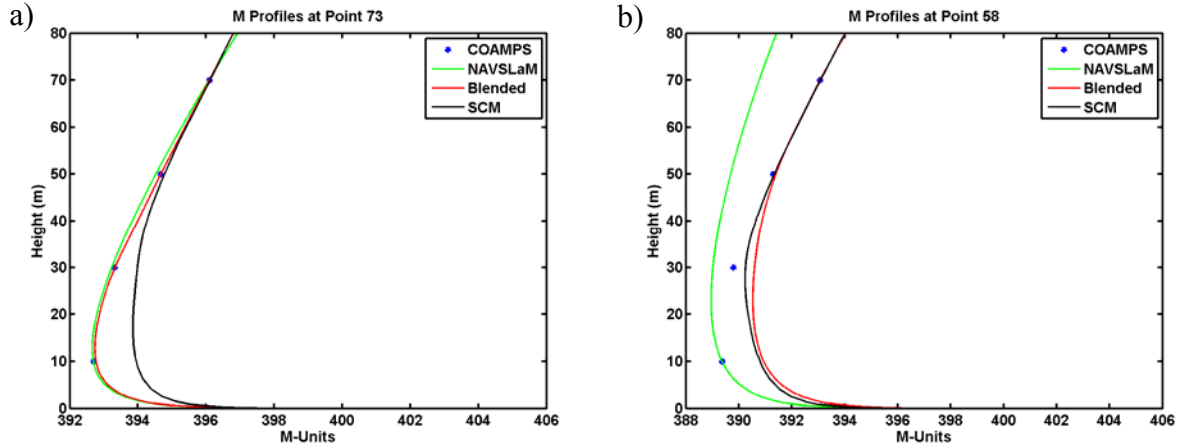 a)
M Profiles at Point 73
80
70
60
50
40
30
20
10
0
Height (m)
392 394 396 398 400 402 404 406
M-Units
COAMPS
NAVSLaM
Blended
SCM
b)
M Profiles at Point 58
80
70
60
50
40
30
20
10
0
Height (m)
388 390 392 394 396 398 400 402 404 406
M-Units
COAMPS
NAVSLaM
Blended
SCM